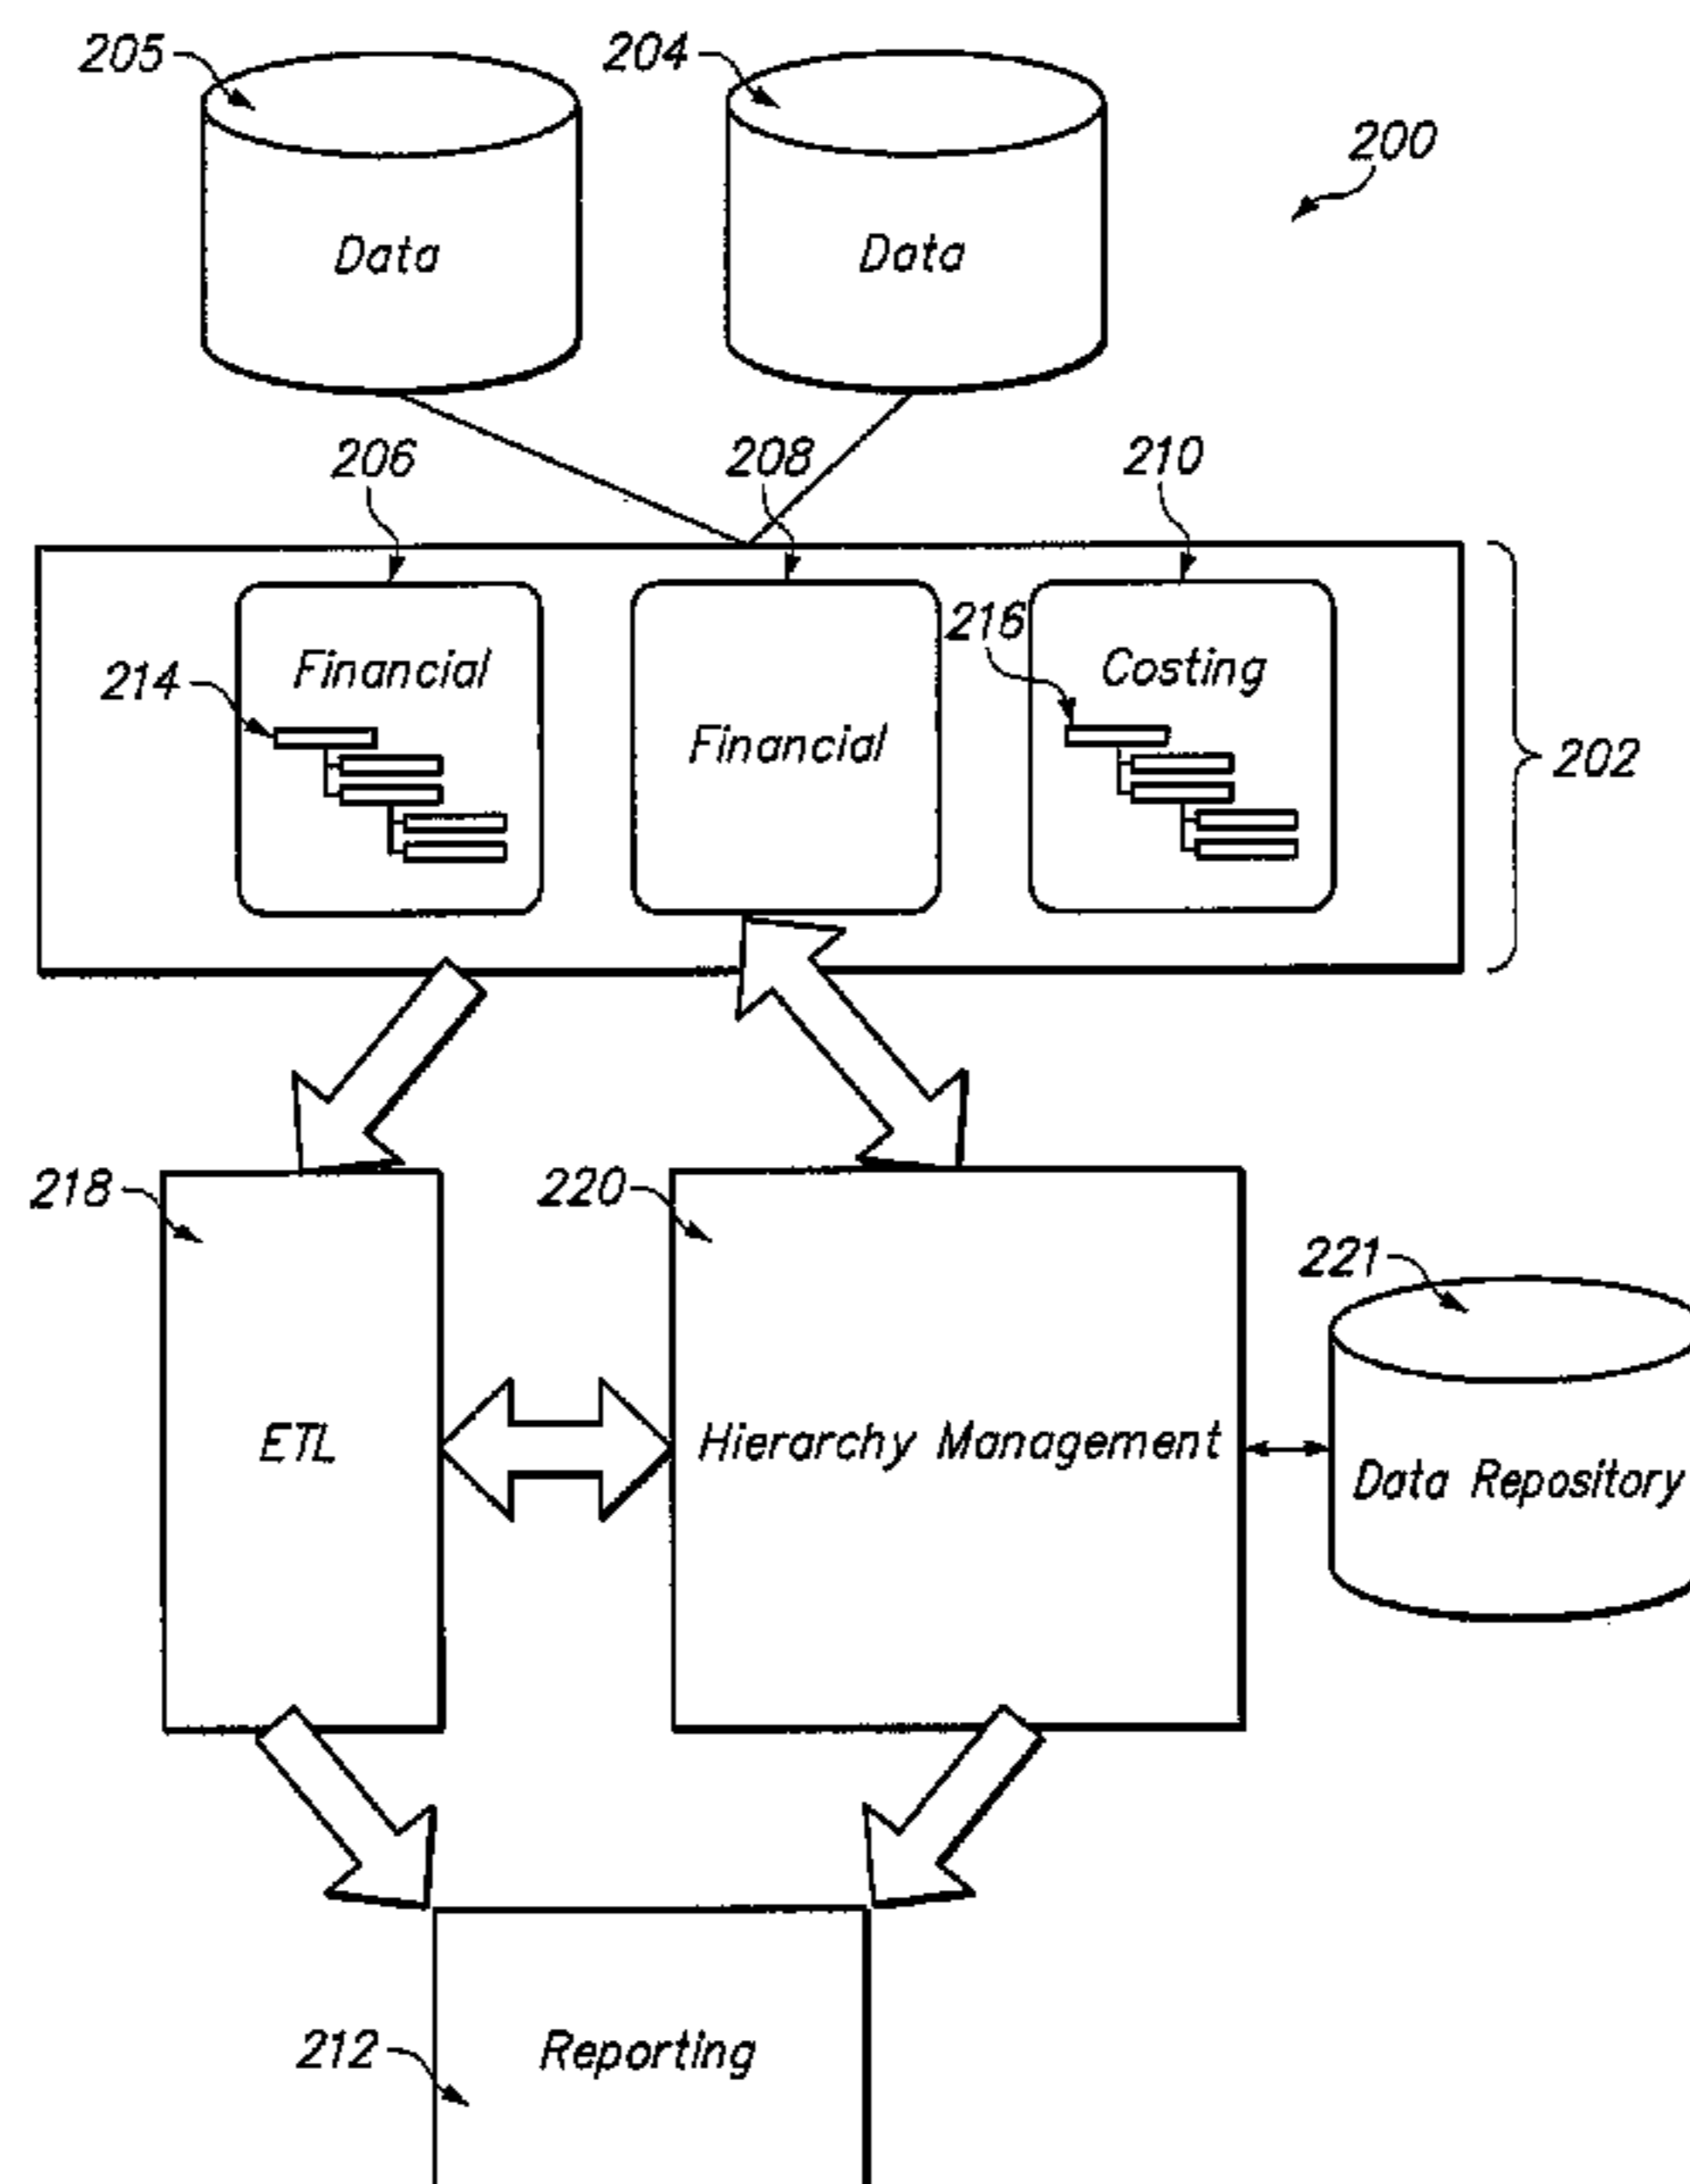 205
204
200
Data
Data
206
208
210
214
Financial
Financial
216
Costing
202
218
220
221
ETL
Hierarchy Management
Data Repository
212
Reporting